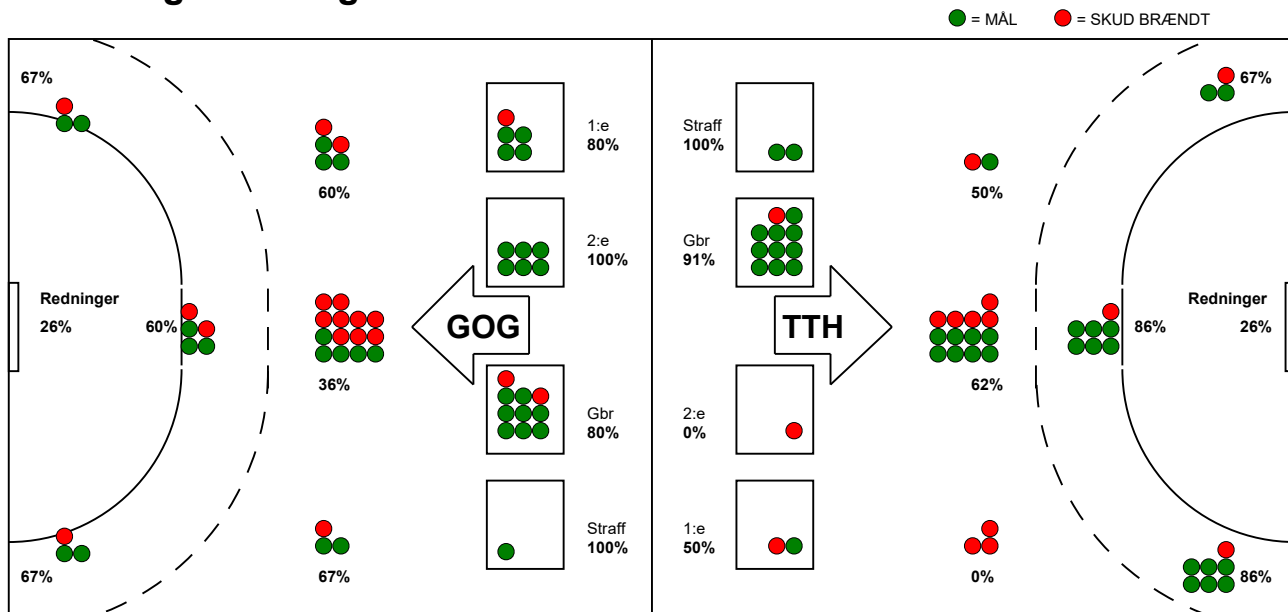 = MÅL = SKUD BRÆNDT
67% 67%
1:e Straff
80% 100%
60% 50%
2:e Gbr
100% 91%
Redninger Redninger
26% 60% GOG TTH 86% 26%
36% 62%
Gbr 2:e
80% 0%
Straff 1:e
100% 50%
67% 67% 0% 86%